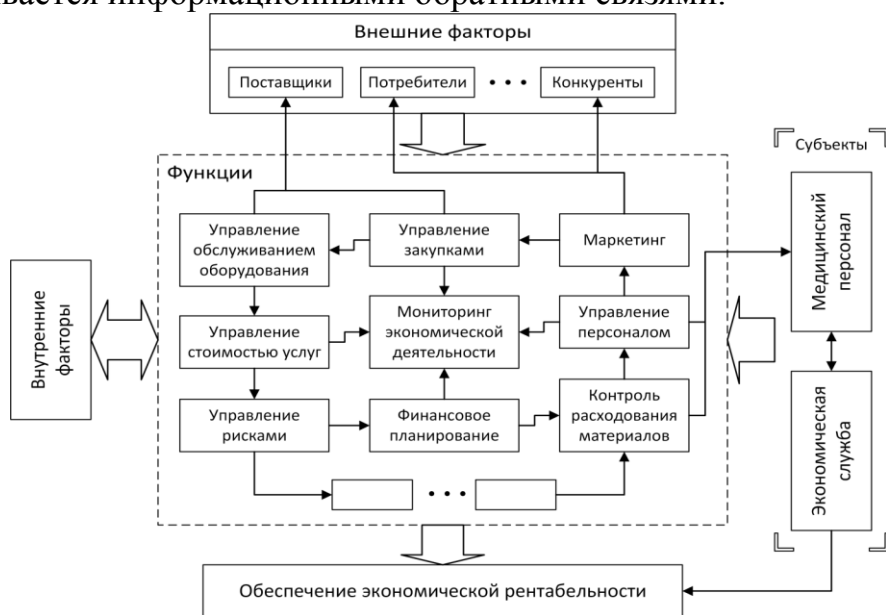 вается информационными обратными связями.
Внешние факторы
Поставщики
Потребители
Конкуренты
Субъекты
Функции
Управление
обслуживанием
оборудования
Управление
закупками
Маркетинг
Медицинский
персонал
Внутренние
факторы
Управление
стоимостью услуг
Мониторинг
экономической
деятельности
Управление
персоналом
Управление
рисками
Финансовое
планирование
Контроль
расходования
материалов
Экономическая
служба
Обеспечение экономической рентабельности